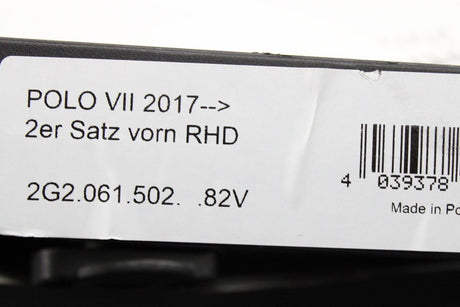 POLO VII 2017-->
2er Satz vorn RHD
2G2.061.502. .82V
4 039378
Made in Po